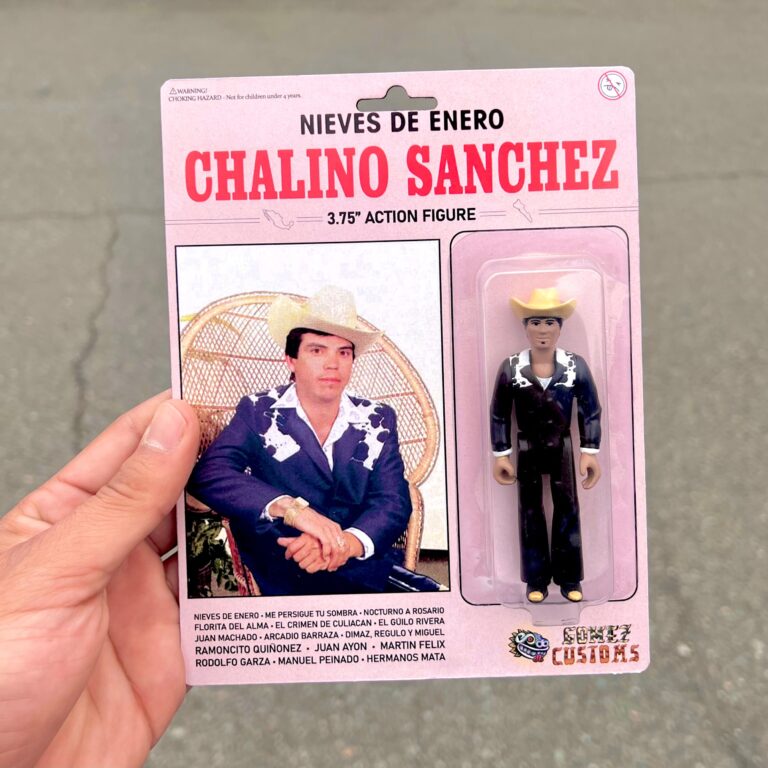 ⚠WARNING!
CHOKING HAZARD - Not for children under 4 years.
NIEVES DE ENERO
CHALINO SANCHEZ
3.75” ACTION FIGURE
NIEVES DE ENERO • ME PERSIGUE TU SOMBRA • NOCTURNO A ROSARIO
FLORITA DEL ALMA • EL CRIMEN DE CULIACAN • EL GÜILO RIVERA
JUAN MACHADO • ARCADIO BARRAZA • DIMAZ, REGULO Y MIGUEL
RAMONCITO QUIÑONEZ • JUAN AYON • MARTIN FELIX
RODOLFO GARZA • MANUEL PEINADO • HERMANOS MATA
GOMEZ
CUSTOMS